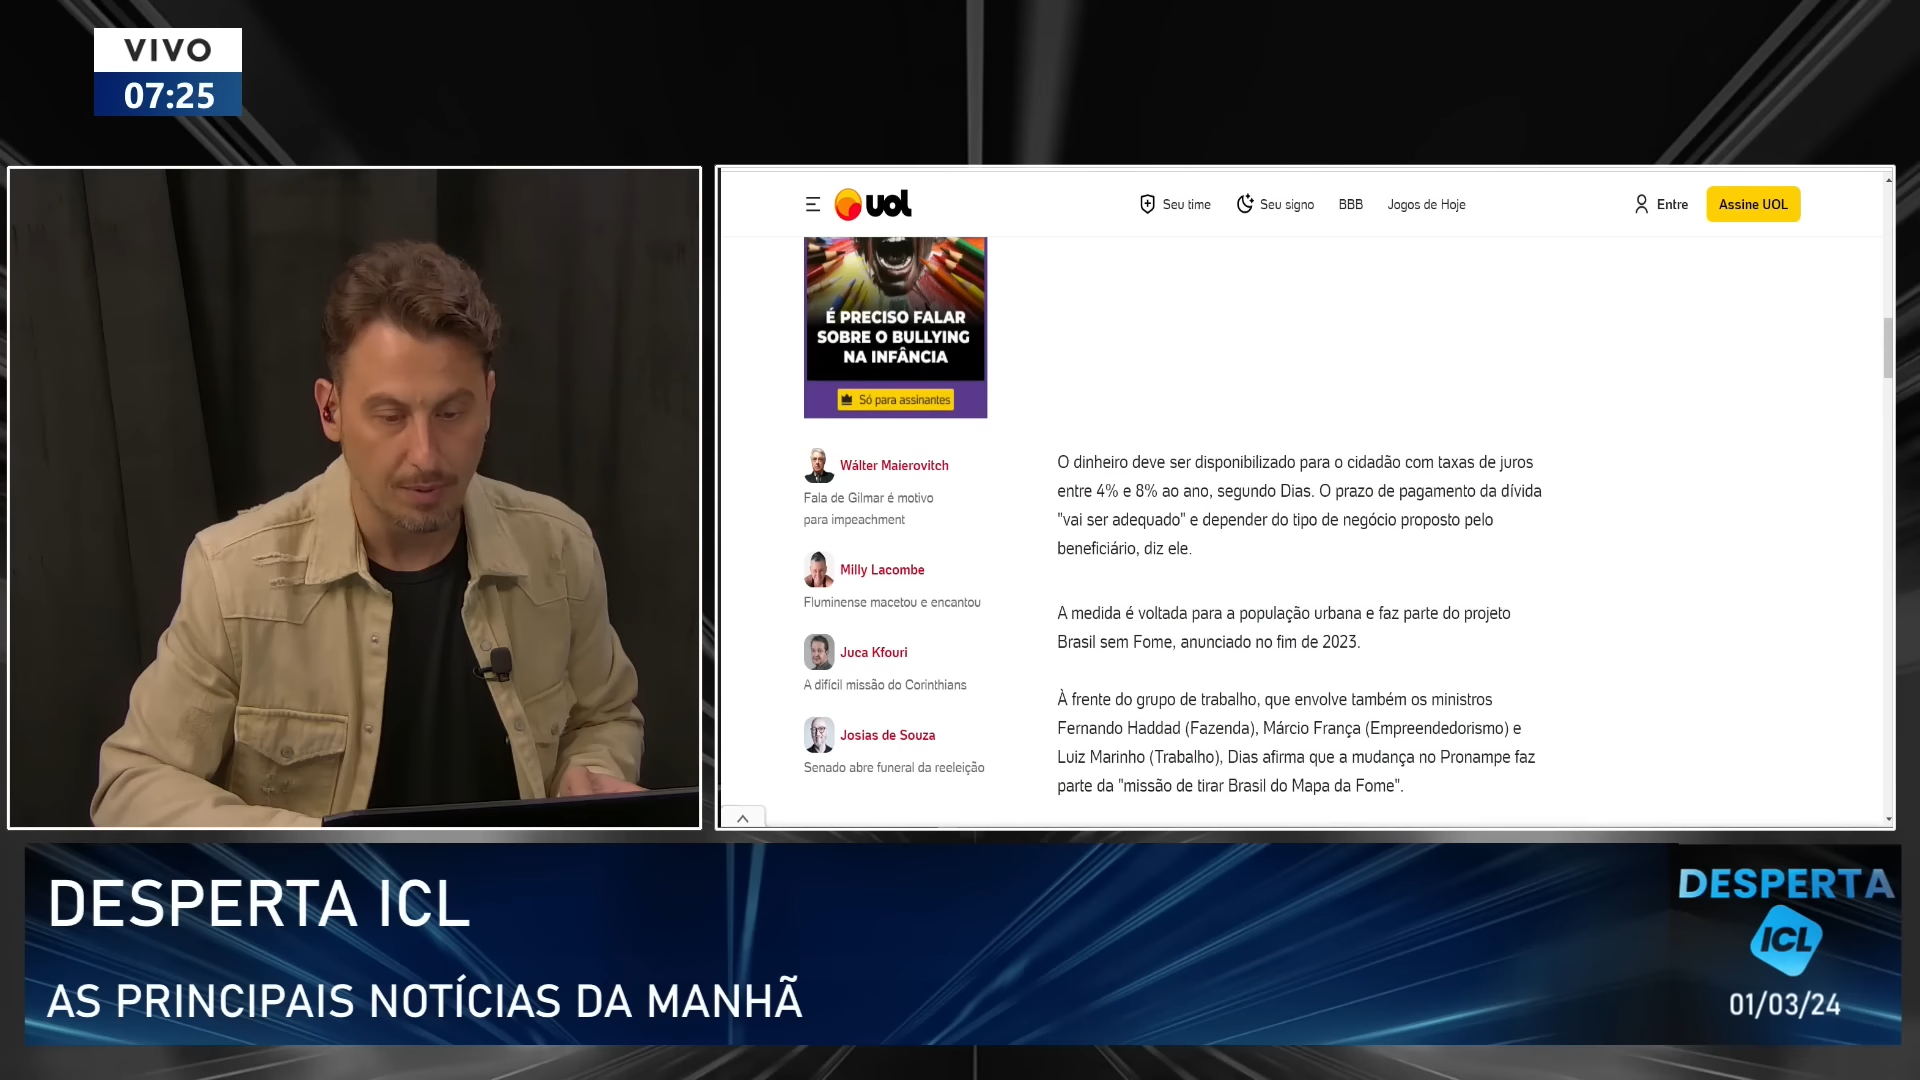 VIVO
07:25
uol
Seu time
Seu signo
BBB
Jogos de Hoje
Entre
Assine UOL
É PRECISO FALAR
SOBRE O BULLYING
NA INFÂNCIA
Só para assinantes
Wálter Maierovitch
Fala de Gilmar é motivo
para impeachment
Milly Lacombe
Fluminense macetou e encantou
Juca Kfouri
A difícil missão do Corinthians
Josias de Souza
Senado abre funeral da reeleição
O dinheiro deve ser disponibilizado para o cidadão com taxas de juros
entre 4% e 8% ao ano, segundo Dias. O prazo de pagamento da dívida
"vai ser adequado" e depender do tipo de negócio proposto pelo
beneficiário, diz ele.
A medida é voltada para a população urbana e faz parte do projeto
Brasil sem Fome, anunciado no fim de 2023.
À frente do grupo de trabalho, que envolve também os ministros
Fernando Haddad (Fazenda), Márcio França (Empreendedorismo) e
Luiz Marinho (Trabalho), Dias afirma que a mudança no Pronampe faz
parte da "missão de tirar Brasil do Mapa da Fome".
DESPERTA ICL
AS PRINCIPAIS NOTÍCIAS DA MANHÃ
DESPERTA
ICL
01/03/24